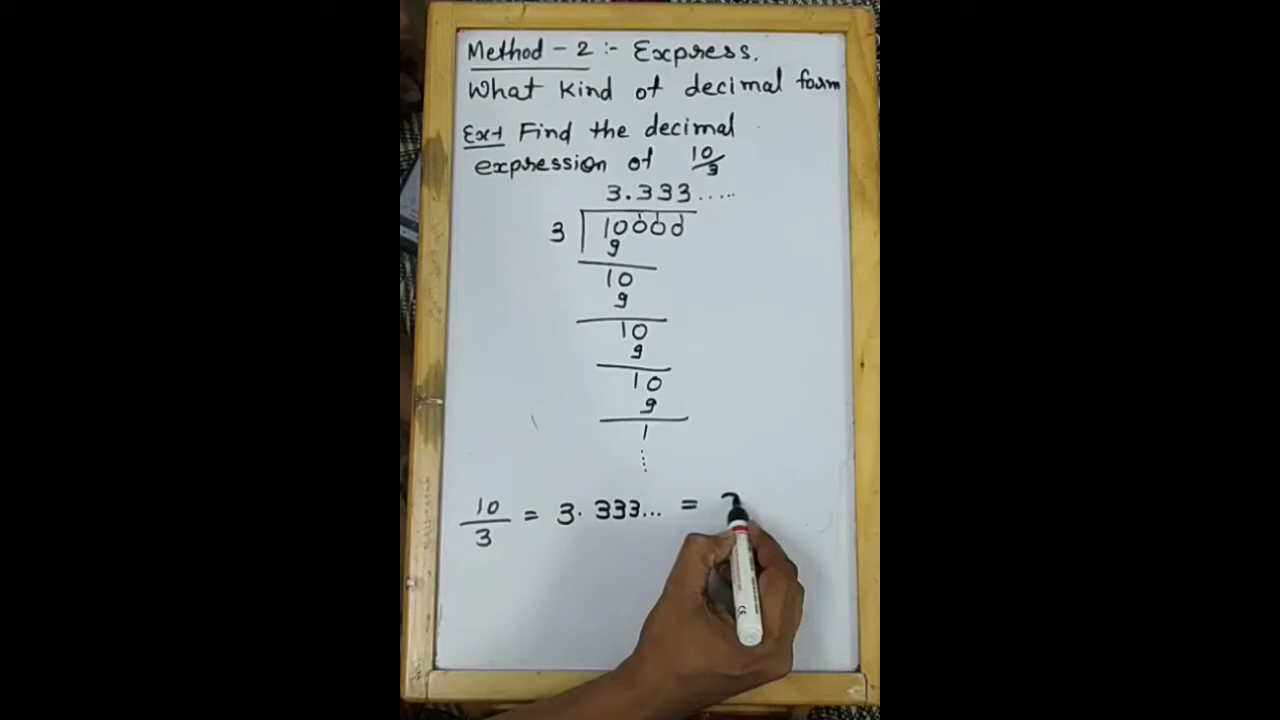 Method - 2 :- Express.
What kind of decimal form
Ex-1 Find the decimal
expression of 10/3
3.333.....
3 10000
9
10
9
10
9
10
9
1
⋮
10/3 = 3.333... =